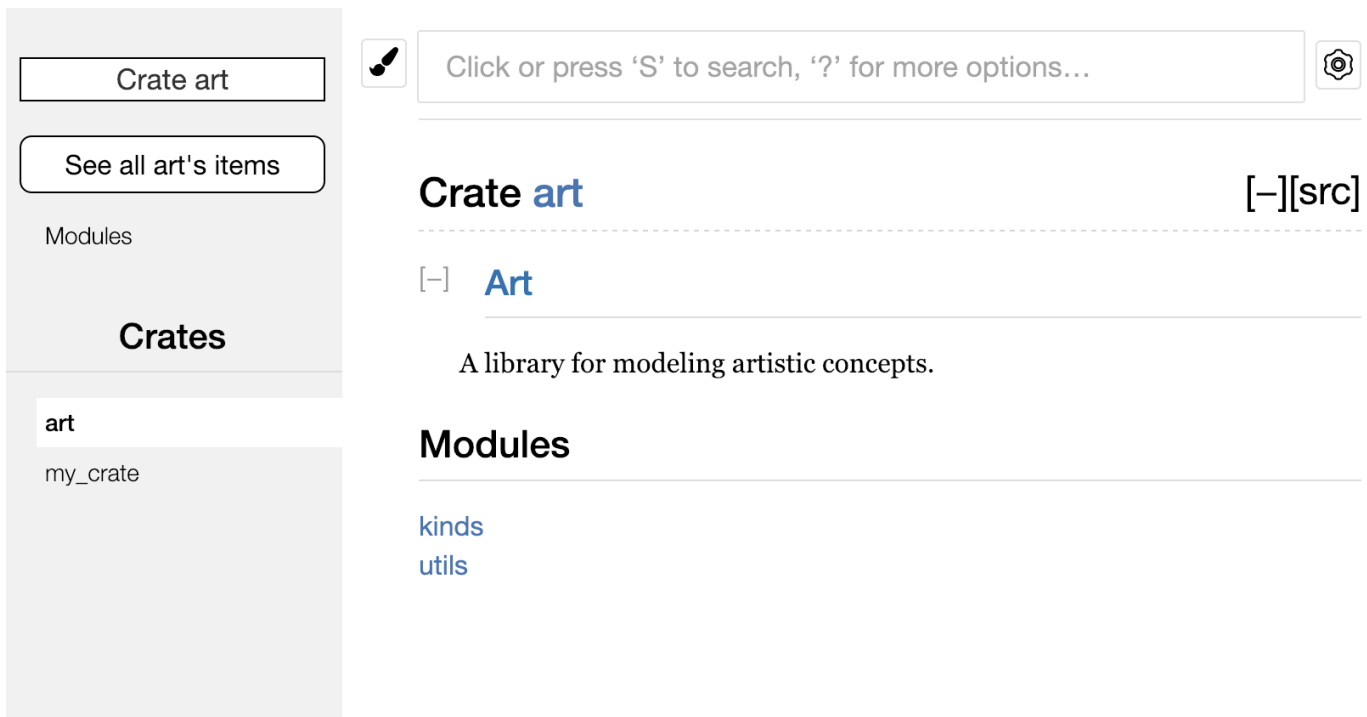 Crate art
See all art's items
Modules
Crates
art
my_crate
Click or press ‘S’ to search, ‘?’ for more options…
Crate art [−][src]
[−] Art
A library for modeling artistic concepts.
Modules
kinds
utils